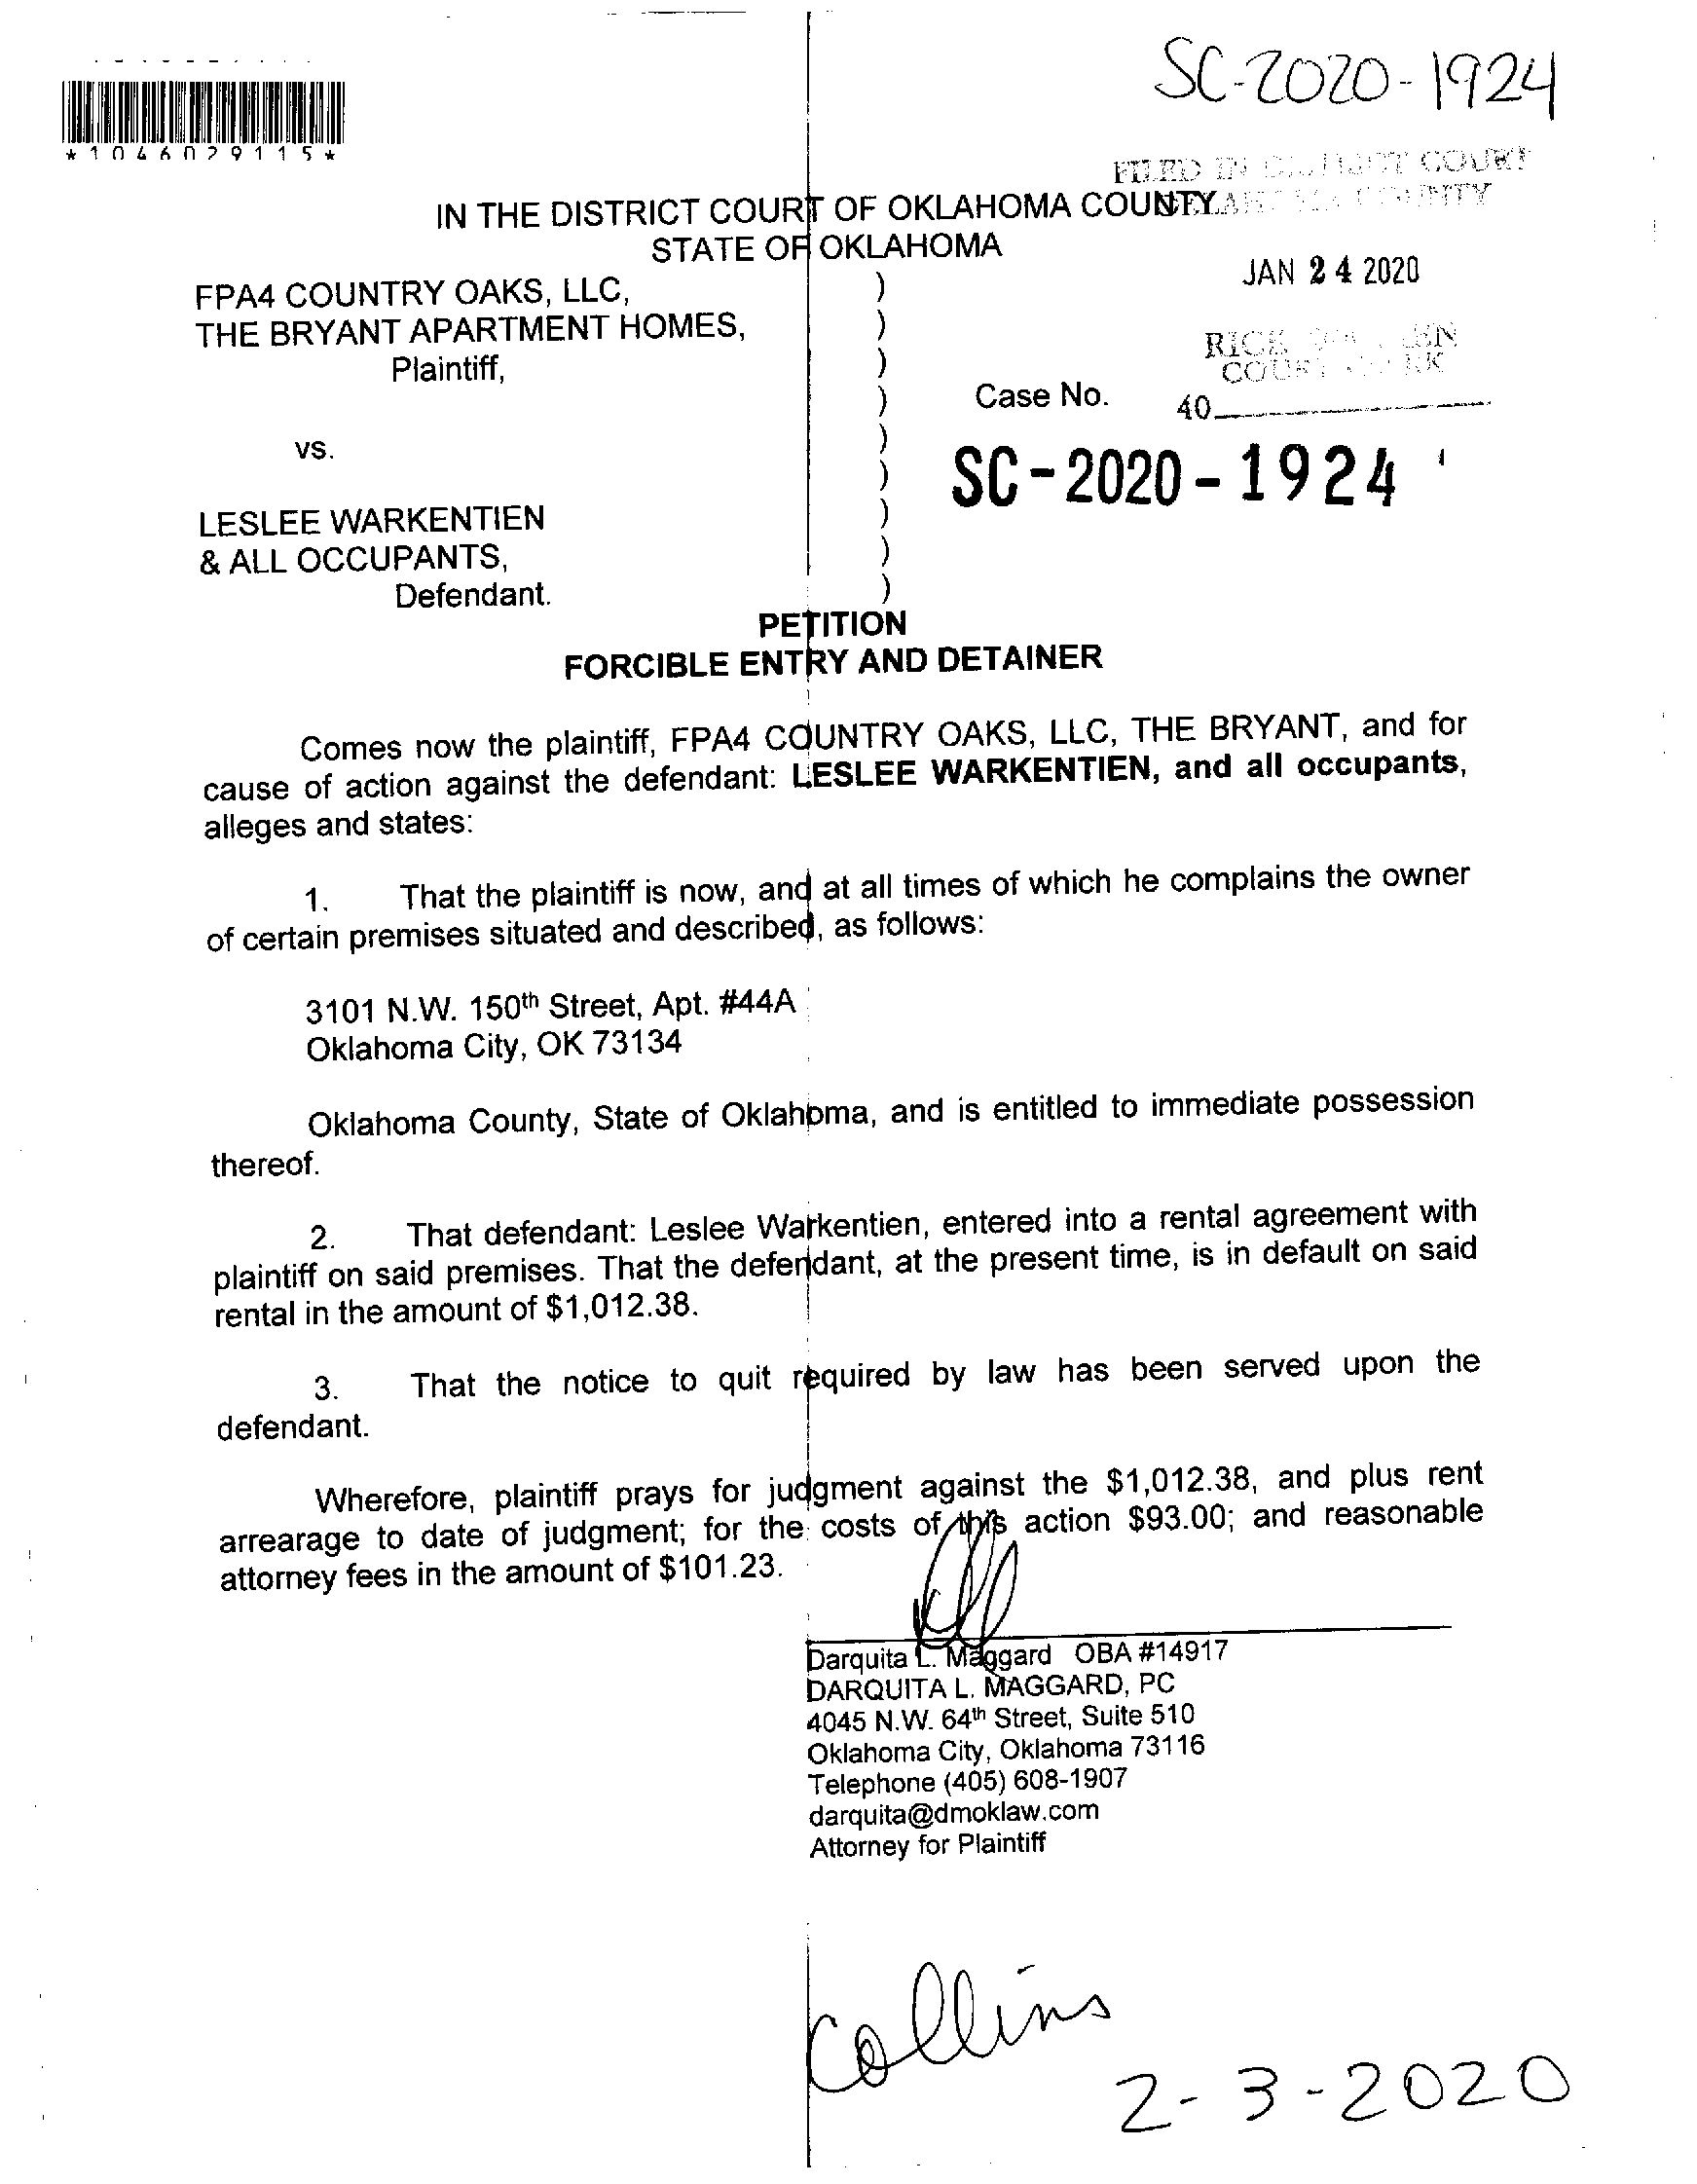 SC-2020-1924
*1046029115*
FILED IN COURT
IN THE DISTRICT COURT OF OKLAHOMA COUNTY
STATE OF OKLAHOMA
JAN 24 2020
FPA4 COUNTRY OAKS, LLC, )
THE BRYANT APARTMENT HOMES, )
Plaintiff, )
RICK
COURT
Case No. 40
)
vs. )
SC-2020-1924
)
LESLEE WARKENTIEN )
& ALL OCCUPANTS, )
Defendant. )
PETITION
FORCIBLE ENTRY AND DETAINER
Comes now the plaintiff, FPA4 COUNTRY OAKS, LLC, THE BRYANT, and for
cause of action against the defendant: LESLEE WARKENTIEN, and all occupants,
alleges and states:
1. That the plaintiff is now, and at all times of which he complains the owner
of certain premises situated and described, as follows:
3101 N.W. 150th Street, Apt. #44A
Oklahoma City, OK 73134
Oklahoma County, State of Oklahoma, and is entitled to immediate possession
thereof.
2. That defendant: Leslee Warkentien, entered into a rental agreement with
plaintiff on said premises. That the defendant, at the present time, is in default on said
rental in the amount of $1,012.38.
3. That the notice to quit required by law has been served upon the
defendant.
Wherefore, plaintiff prays for judgment against the $1,012.38, and plus rent
arrearage to date of judgment; for the costs of this action $93.00; and reasonable
attorney fees in the amount of $101.23.
Darquita L. Maggard OBA #14917
DARQUITA L. MAGGARD, PC
4045 N.W. 64th Street, Suite 510
Oklahoma City, Oklahoma 73116
Telephone (405) 608-1907
darquita@dmoklaw.com
Attorney for Plaintiff
Collins
2-3-2020